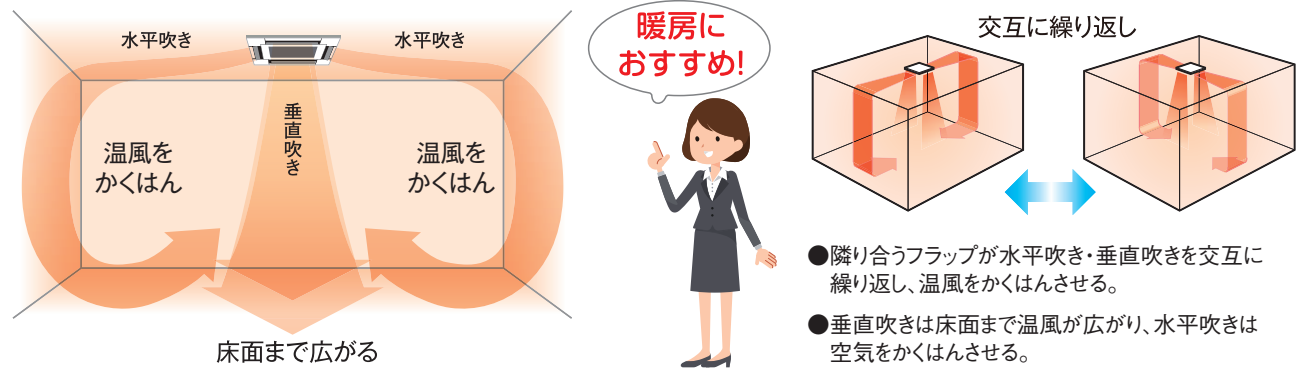 水平吹き
水平吹き
垂直吹き
温風を
かくはん
温風を
かくはん
床面まで広がる
暖房に
おすすめ!
交互に繰り返し
●隣り合うフラップが水平吹き・垂直吹きを交互に
繰り返し、温風をかくはんさせる。
●垂直吹きは床面まで温風が広がり、水平吹きは
空気をかくはんさせる。